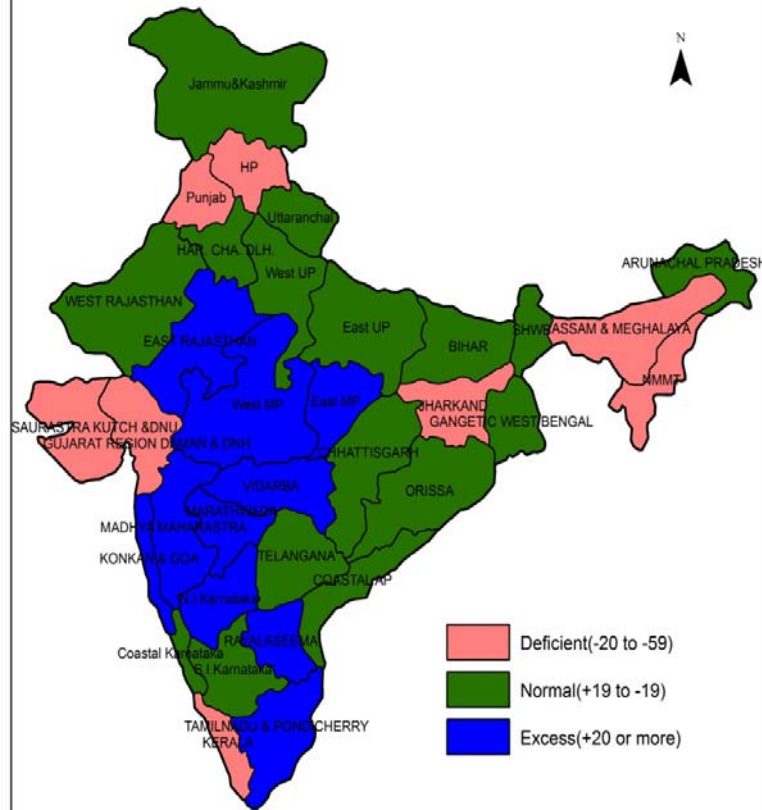 N
Jammu&Kashmir
HP
Punjab
Uttaranchal
HAR. CHA. DLH.
West UP
ARUNACHAL PRADESH
WEST RAJASTHAN
EAST RAJASTHAN
East UP
BIHAR
SHWB
ASSAM & MEGHALAYA
NMMT
West MP
East MP
JHARKAND
GANGETIC WEST BENGAL
SAURASTRA KUTCH &DNU
GUJARAT REGION DAMAN & DNH
CHHATTISGARH
VIDARBA
ORISSA
MARATHWADA
MADHYA MAHARASTRA
KONKAN & GOA
TELANGANA
COASTAL AP
N.I.Karnataka
RAYALASEEMA
Coastal Karnataka
S.I.Karnataka
TAMILNADU & PONDICHERRY
KERALA
Deficient(-20 to -59)
Normal(+19 to -19)
Excess(+20 or more)